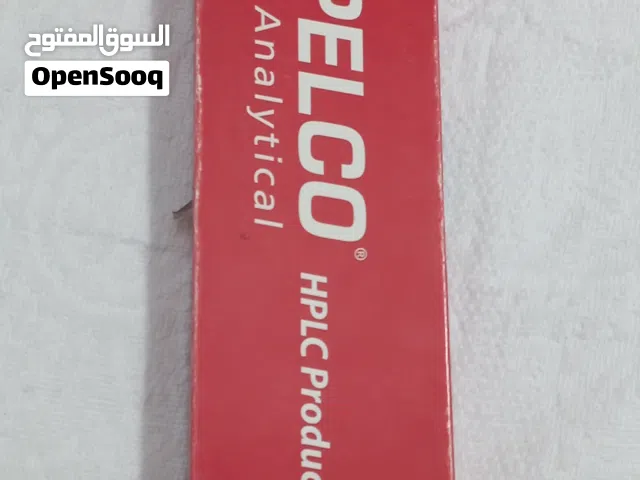 السوق المفتوح
OpenSooq
PELCO®
Analytical
HPLC Produc